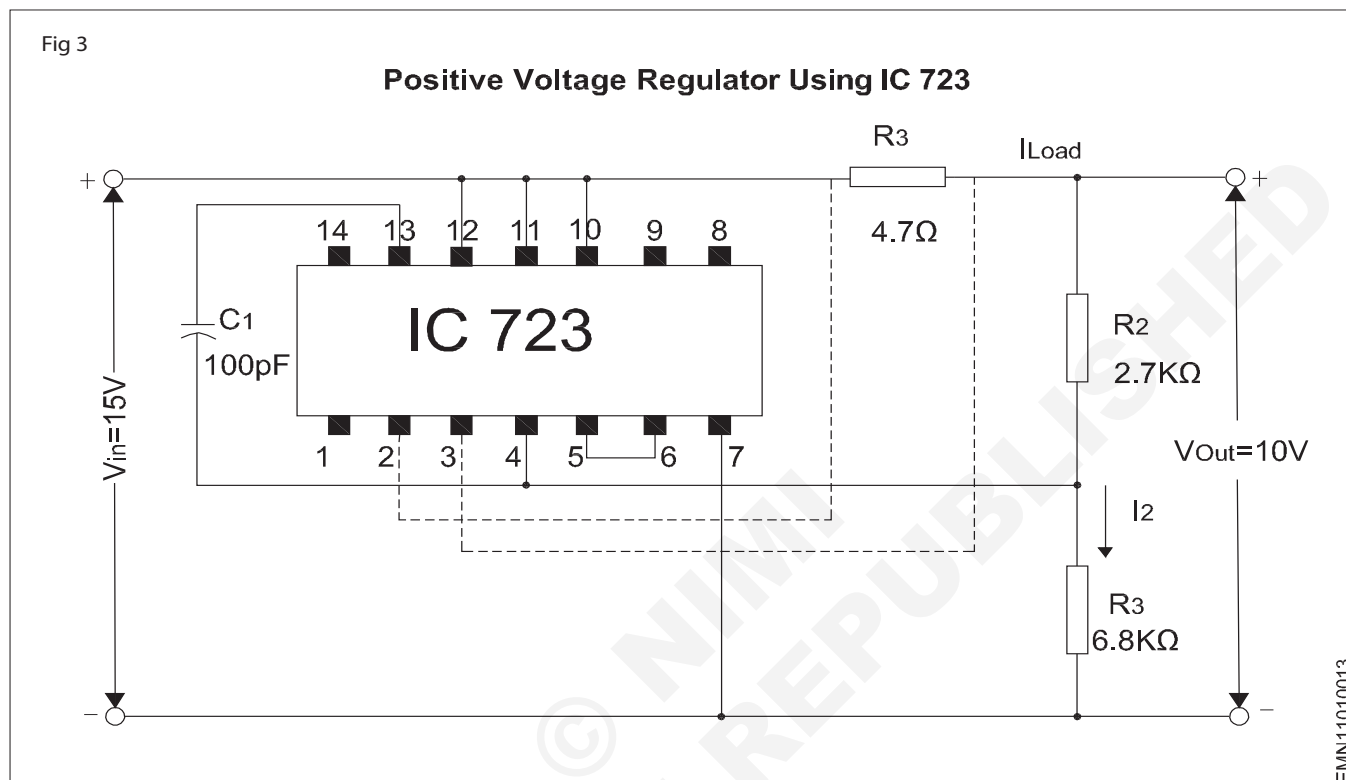 Fig 3
Positive Voltage Regulator Using IC 723
R3
ILoad
+
+
14 13 12 11 10 9 8
4.7Ω
IC 723
C1
100pF
R2
2.7KΩ
Vin=15V
1 2 3 4 5 6 7
VOut=10V
I2
R3
6.8KΩ
–
–
© NIMI
REPUBLISHED
EMN11010013